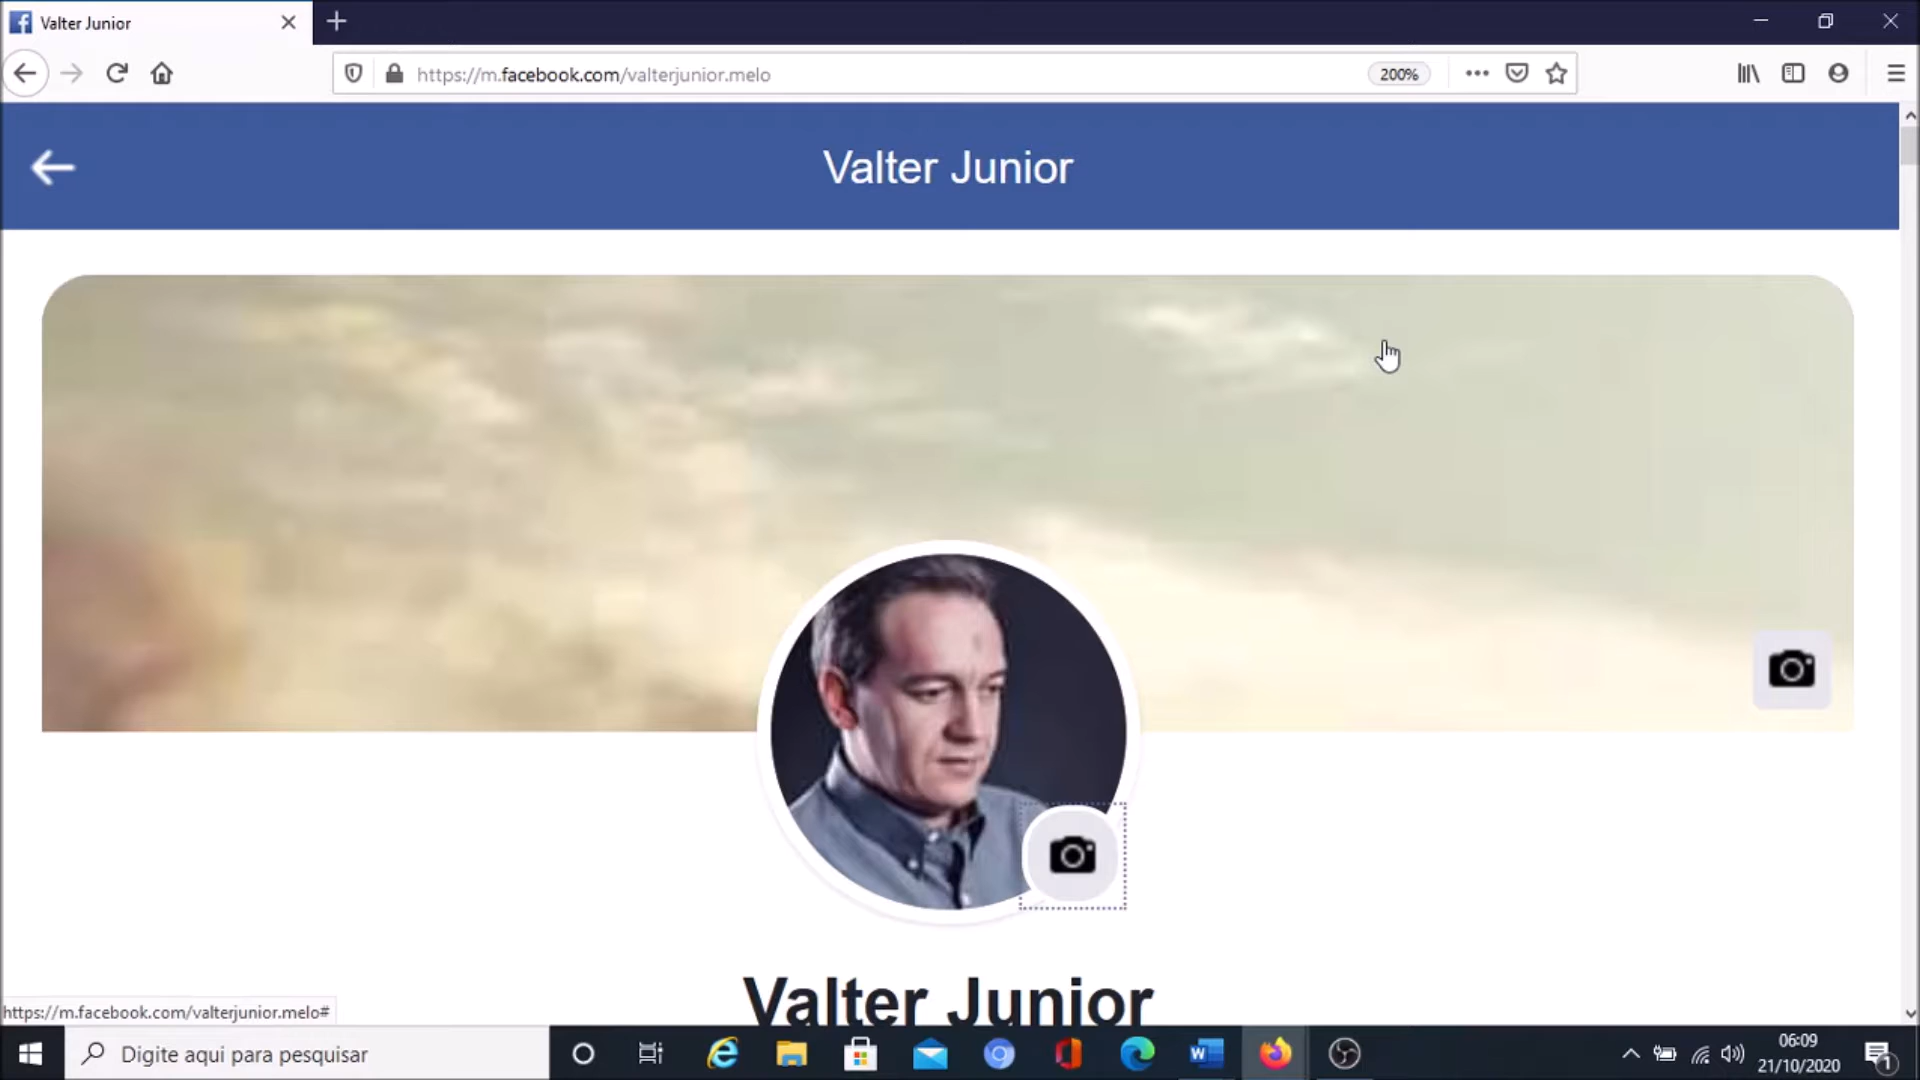 Valter Junior
https://m.facebook.com/valterjunior.melo
200%
Valter Junior
Valter Junior
https://m.facebook.com/valterjunior.melo#
Digite aqui para pesquisar
06:09
21/10/2020
1